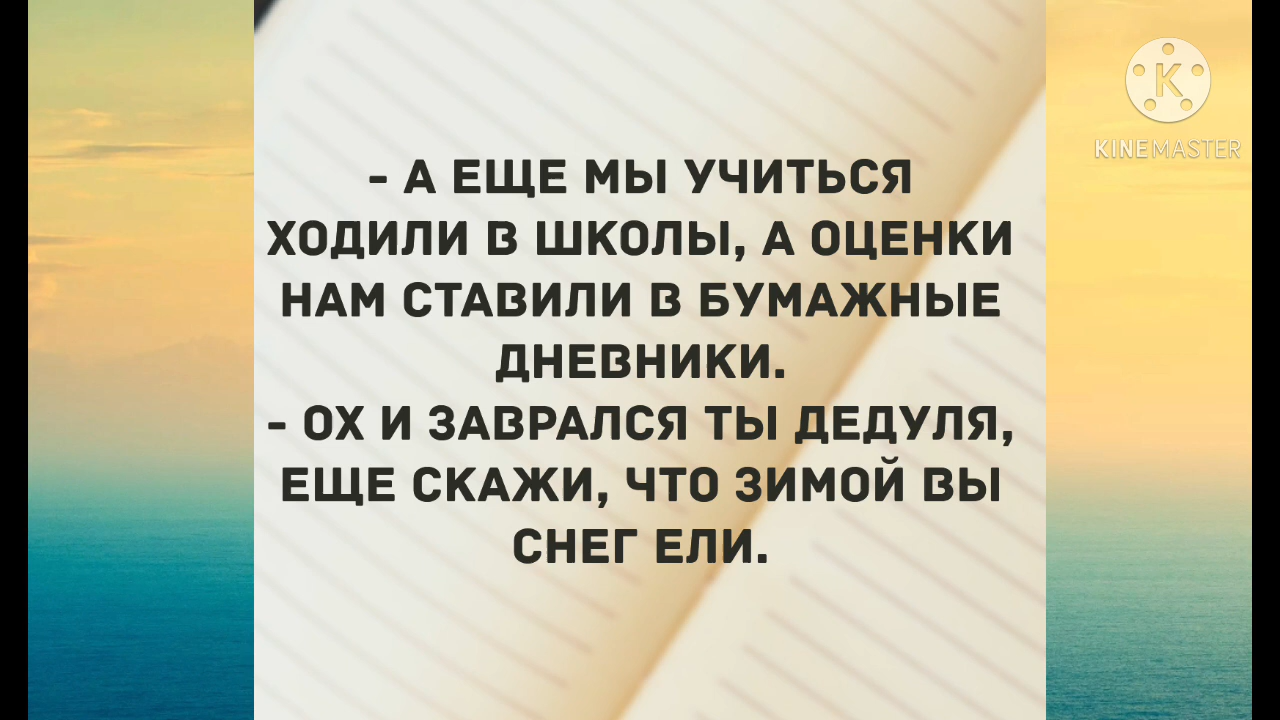 - А ЕЩЕ МЫ УЧИТЬСЯ
ХОДИЛИ В ШКОЛЫ, А ОЦЕНКИ
НАМ СТАВИЛИ В БУМАЖНЫЕ
ДНЕВНИКИ.
- ОХ И ЗАВРАЛСЯ ТЫ ДЕДУЛЯ,
ЕЩЕ СКАЖИ, ЧТО ЗИМОЙ ВЫ
СНЕГ ЕЛИ.
K
KINEMASTER